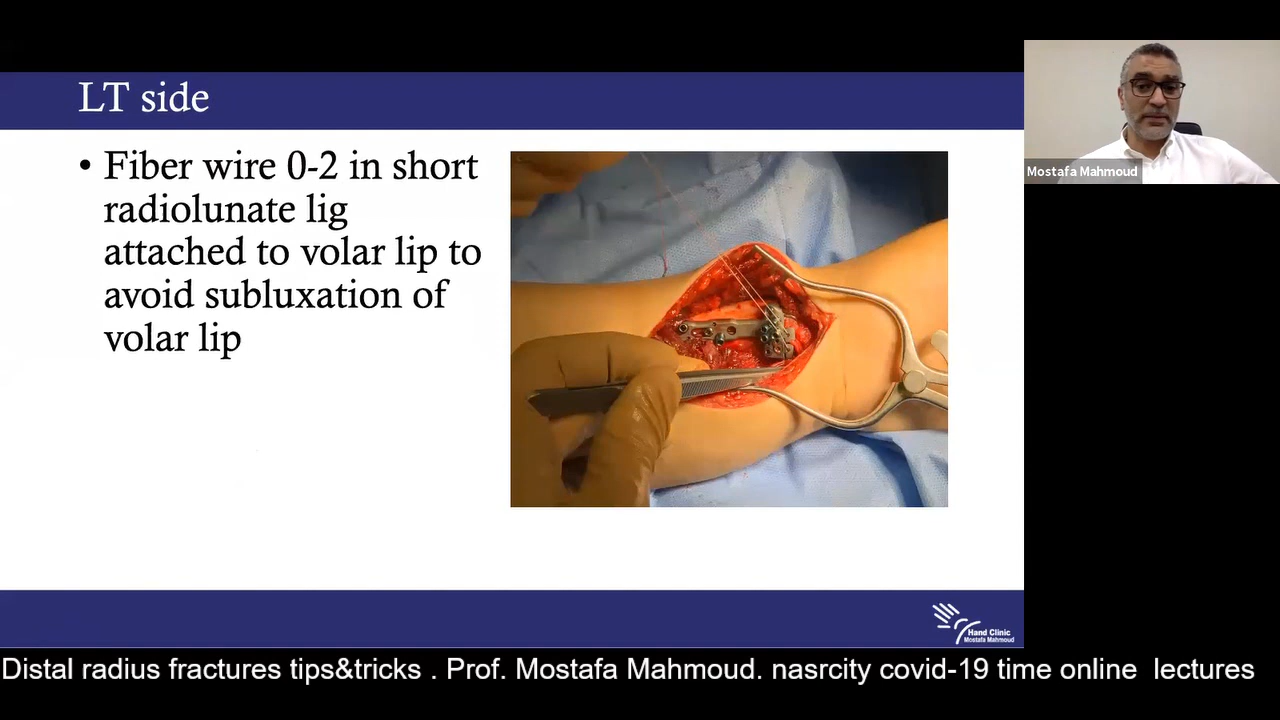 LT side
• Fiber wire 0-2 in short
radiolunate lig
attached to volar lip to
avoid subluxation of
volar lip
Mostafa Mahmoud
Hand Clinic
Mostafa Mahmoud
Distal radius fractures tips&tricks . Prof. Mostafa Mahmoud. nasrcity covid-19 time online lectures